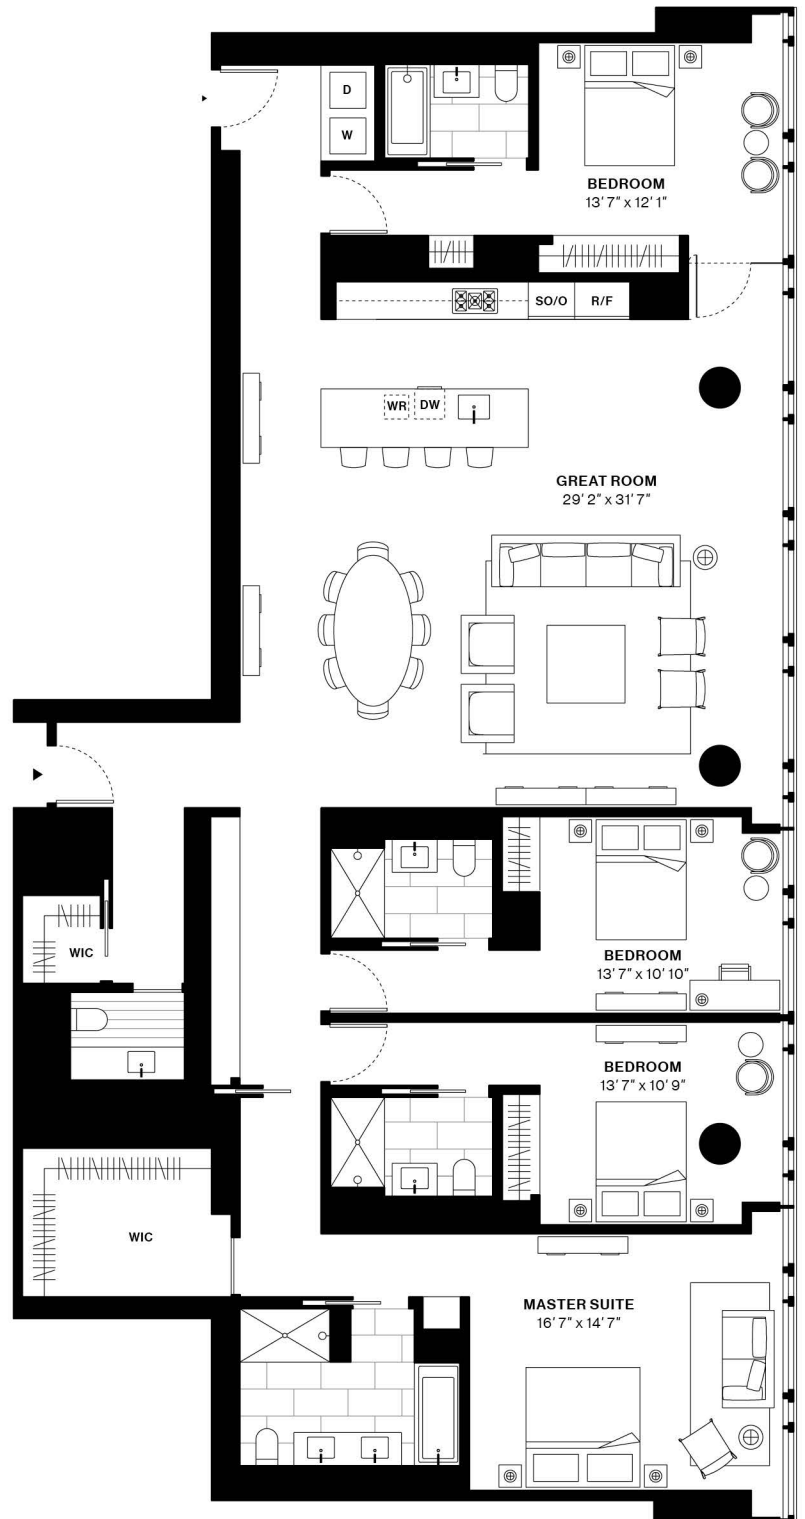 D
W
BEDROOM
13' 7" x 12' 1"
SO/O
R/F
WR
DW
GREAT ROOM
29' 2" x 31' 7"
WIC
BEDROOM
13' 7" x 10' 10"
BEDROOM
13' 7" x 10' 9"
WIC
MASTER SUITE
16' 7" x 14' 7"